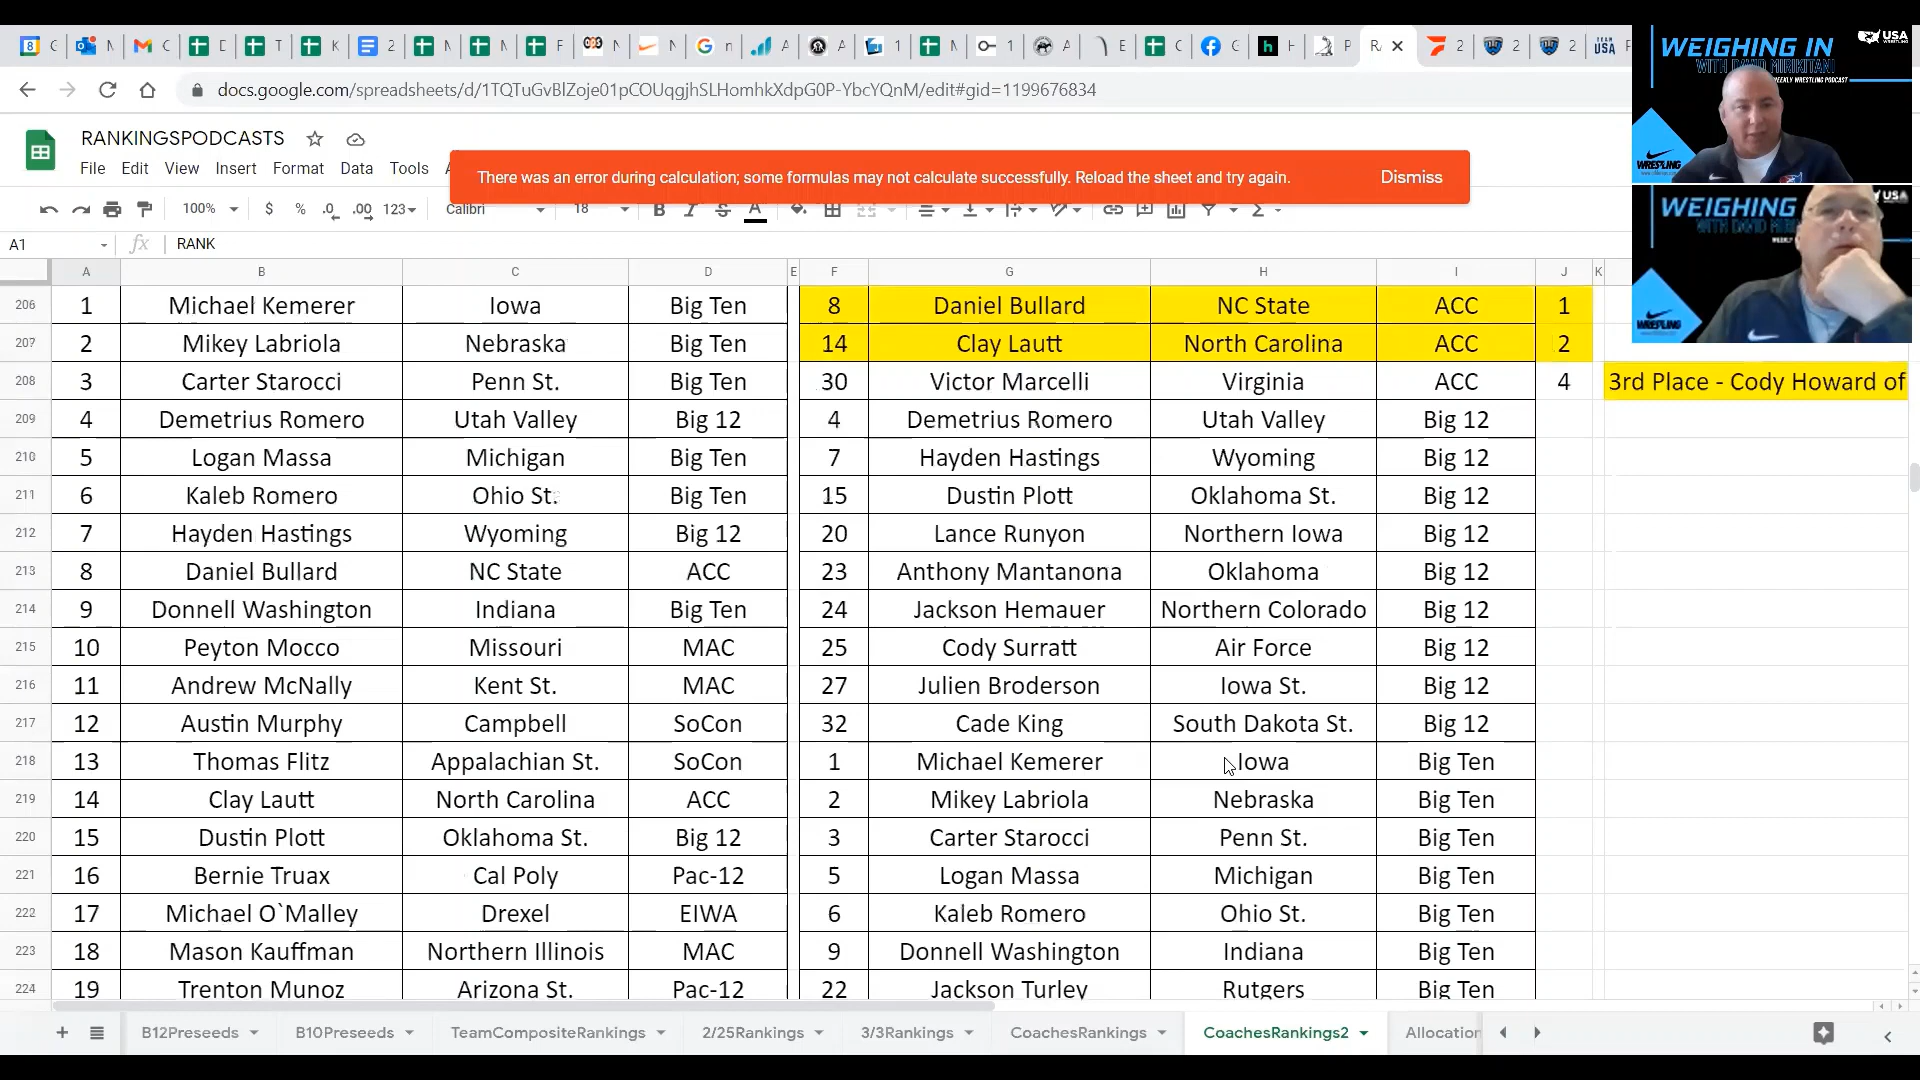 docs.google.com/spreadsheets/d/1TQTuGvBlZoje01pCOUqgjhSLHomhkXdpG0P-YbcYQnM/edit#gid=1199676834
RANKINGSPODCASTS
File Edit View Insert Format Data Tools
There was an error during calculation; some formulas may not calculate successfully. Reload the sheet and try again. Dismiss
100% $ % .0 .00 123 Calibri 18 B I S A
A1 fx RANK
A B C D E F G H I J K
206 1 Michael Kemerer Iowa Big Ten 8 Daniel Bullard NC State ACC 1
207 2 Mikey Labriola Nebraska Big Ten 14 Clay Lautt North Carolina ACC 2
208 3 Carter Starocci Penn St. Big Ten 30 Victor Marcelli Virginia ACC 4 3rd Place - Cody Howard of
209 4 Demetrius Romero Utah Valley Big 12 4 Demetrius Romero Utah Valley Big 12
210 5 Logan Massa Michigan Big Ten 7 Hayden Hastings Wyoming Big 12
211 6 Kaleb Romero Ohio St. Big Ten 15 Dustin Plott Oklahoma St. Big 12
212 7 Hayden Hastings Wyoming Big 12 20 Lance Runyon Northern Iowa Big 12
213 8 Daniel Bullard NC State ACC 23 Anthony Mantanona Oklahoma Big 12
214 9 Donnell Washington Indiana Big Ten 24 Jackson Hemauer Northern Colorado Big 12
215 10 Peyton Mocco Missouri MAC 25 Cody Surratt Air Force Big 12
216 11 Andrew McNally Kent St. MAC 27 Julien Broderson Iowa St. Big 12
217 12 Austin Murphy Campbell SoCon 32 Cade King South Dakota St. Big 12
218 13 Thomas Flitz Appalachian St. SoCon 1 Michael Kemerer Iowa Big Ten
219 14 Clay Lautt North Carolina ACC 2 Mikey Labriola Nebraska Big Ten
220 15 Dustin Plott Oklahoma St. Big 12 3 Carter Starocci Penn St. Big Ten
221 16 Bernie Truax Cal Poly Pac-12 5 Logan Massa Michigan Big Ten
222 17 Michael O`Malley Drexel EIWA 6 Kaleb Romero Ohio St. Big Ten
223 18 Mason Kauffman Northern Illinois MAC 9 Donnell Washington Indiana Big Ten
224 19 Trenton Munoz Arizona St. Pac-12 22 Jackson Turley Rutgers Big Ten
B12Preseeds B10Preseeds TeamCompositeRankings 2/25Rankings 3/3Rankings CoachesRankings CoachesRankings2 Allocation
WEIGHING IN
WITH DAVID MIRIKITANI
WEEKLY WRESTLING PODCAST
USA
WRESTLING
WEIGHING
USA
WRESTLING